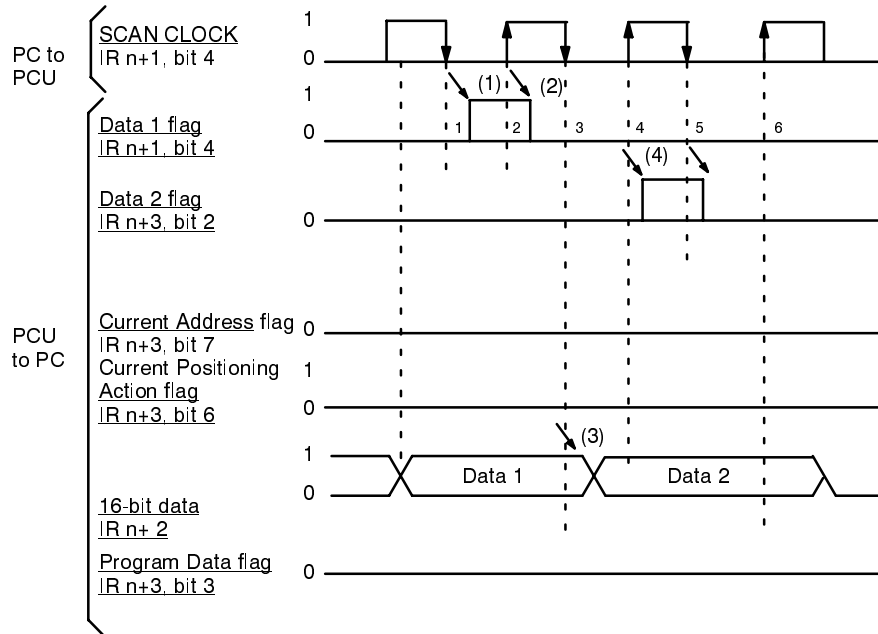 PC to
PCU
SCAN CLOCK
IR n+1, bit 4
1
0
(1)
(2)
Data 1 flag
IR n+1, bit 4
1
0
1
2
3
4
5
6
(4)
Data 2 flag
IR n+3, bit 2
0
PCU
to PC
Current Address flag
IR n+3, bit 7
0
Current Positioning
Action flag
IR n+3, bit 6
1
0
(3)
1
0
Data 1
Data 2
16-bit data
IR n+ 2
Program Data flag
IR n+3, bit 3
0